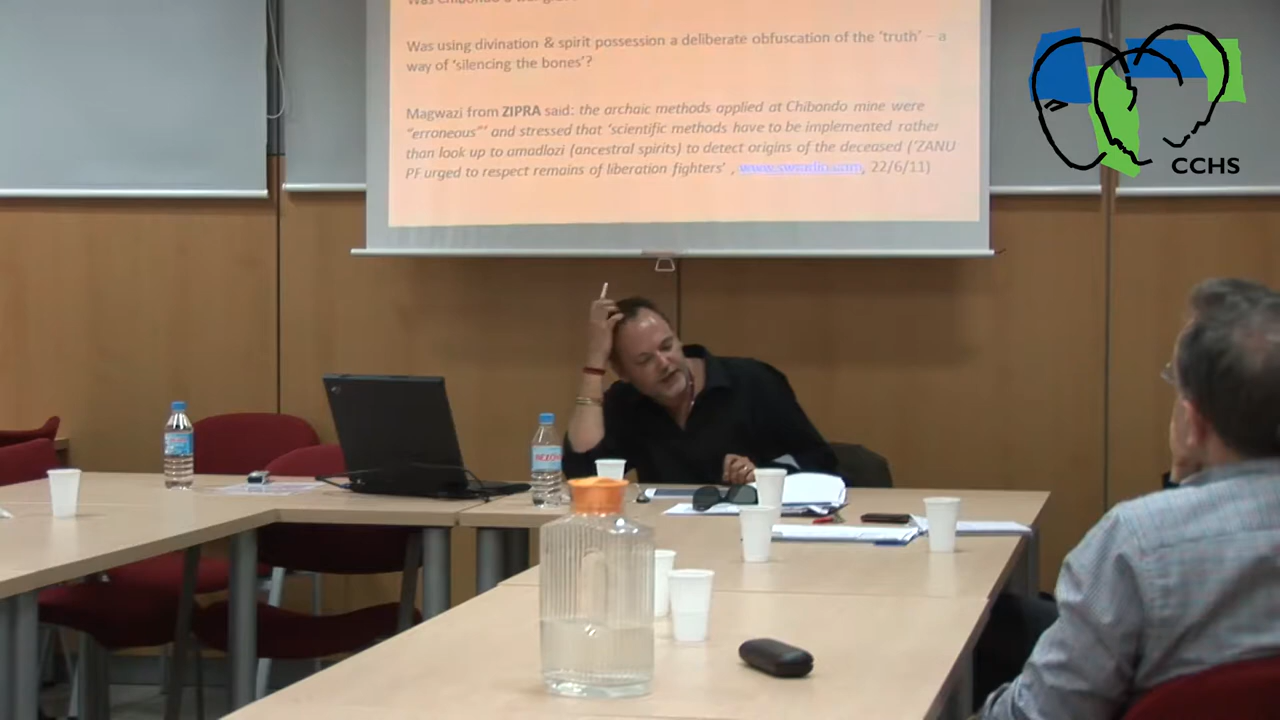 Was using divination & spirit possession a deliberate obfuscation of the 'truth' – a
way of 'silencing the bones'?
Magwazi from ZIPRA said: the archaic methods applied at Chibondo mine were
"erroneous"' and stressed that 'scientific methods have to be implemented rather
than look up to amadlozi (ancestral spirits) to detect origins of the deceased ('ZANU
PF urged to respect remains of liberation fighters' , 22/6/11)
CCHS